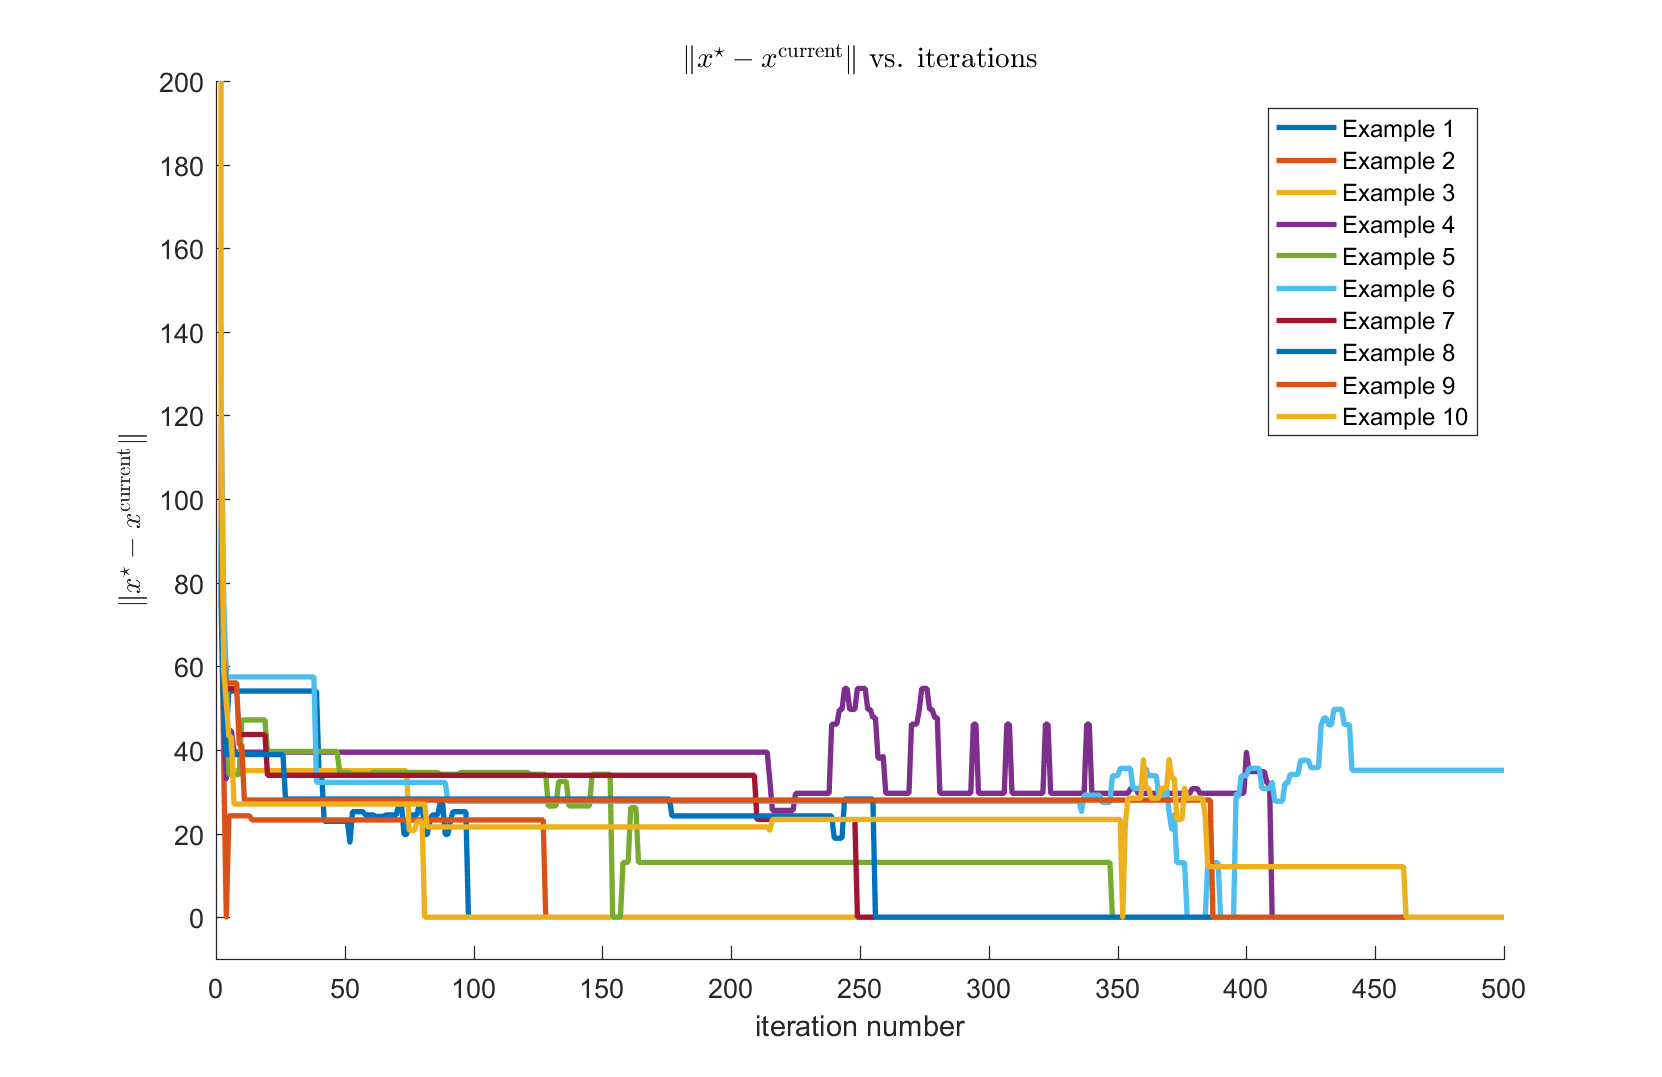 ‖x⋆ − x^current‖ vs. iterations
200
180
160
140
120
100
80
60
40
20
0
‖x⋆ − x^current‖
Example 1
Example 2
Example 3
Example 4
Example 5
Example 6
Example 7
Example 8
Example 9
Example 10
0 50 100 150 200 250 300 350 400 450 500
iteration number